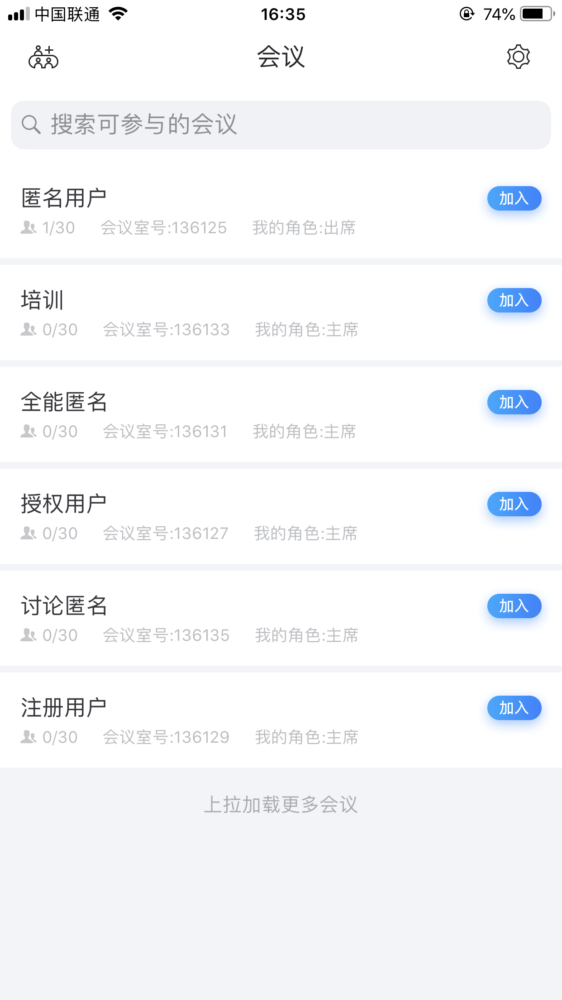 中国联通 16:35 74%
会议
搜索可参与的会议
匿名用户 加入
1/30 会议室号:136125 我的角色:出席
培训 加入
0/30 会议室号:136133 我的角色:主席
全能匿名 加入
0/30 会议室号:136131 我的角色:主席
授权用户 加入
0/30 会议室号:136127 我的角色:主席
讨论匿名 加入
0/30 会议室号:136135 我的角色:主席
注册用户 加入
0/30 会议室号:136129 我的角色:主席
上拉加载更多会议